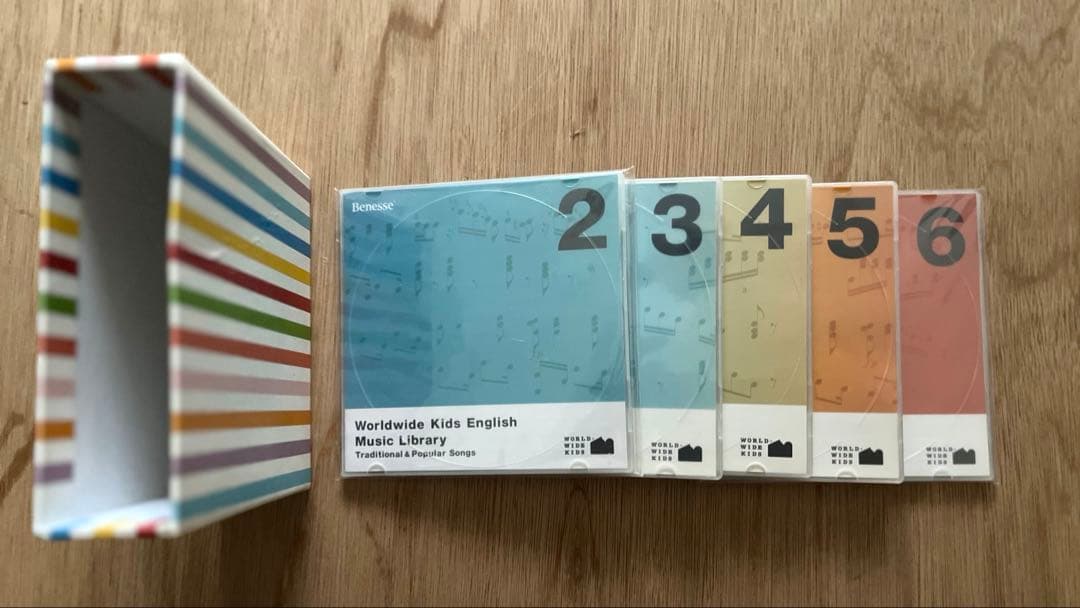 Benesse
2
Worldwide Kids English
Music Library
Traditional & Popular Songs
WORLD
WIDE
KIDS
3
WORLD
WIDE
KIDS
4
WORLD
WIDE
KIDS
5
WORLD
WIDE
KIDS
6
WORLD
WIDE
KIDS